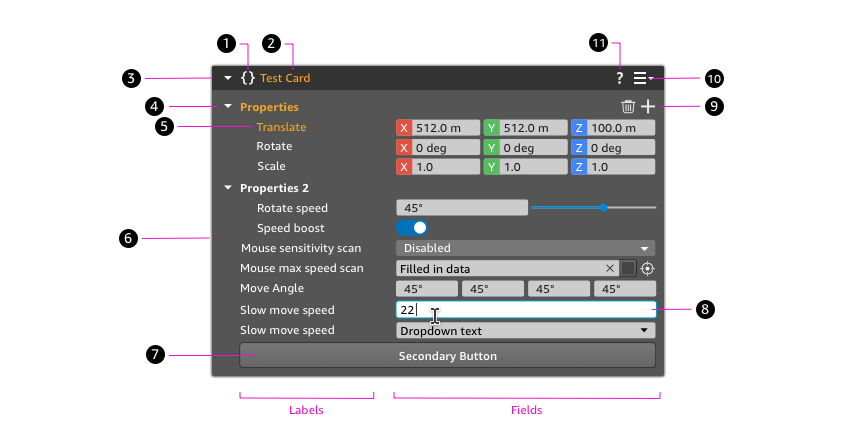 1 2 11
3 {} Test Card ? 10
4 Properties 9
5 Translate X 512.0 m Y 512.0 m Z 100.0 m
Rotate X 0 deg Y 0 deg Z 0 deg
Scale X 1.0 Y 1.0 Z 1.0
Properties 2
Rotate speed 45°
Speed boost
6 Mouse sensitivity scan Disabled
Mouse max speed scan Filled in data ×
Move Angle 45° 45° 45° 45°
Slow move speed 22 8
Slow move speed Dropdown text
7 Secondary Button
Labels Fields